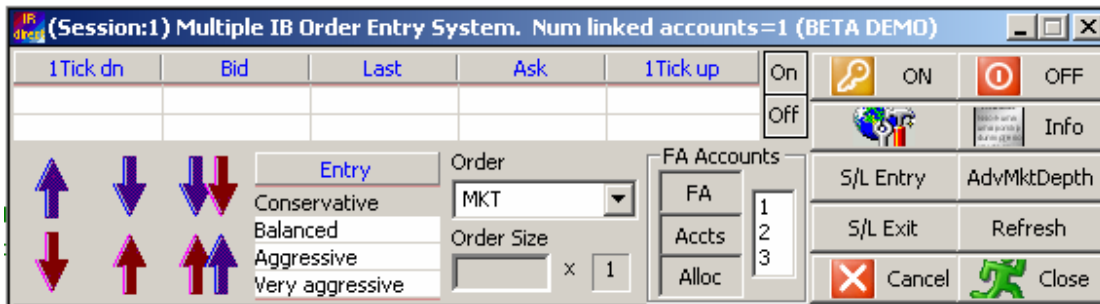 IB
direct
(Session:1) Multiple IB Order Entry System. Num linked accounts=1 (BETA DEMO)
1Tick dn Bid Last Ask 1Tick up
On
Off
ON
OFF
Info
Entry
Conservative
Balanced
Aggressive
Very aggressive
Order
MKT
Order Size
x 1
FA Accounts
FA
Accts
Alloc
1
2
3
S/L Entry
AdvMktDepth
S/L Exit
Refresh
Cancel
Close